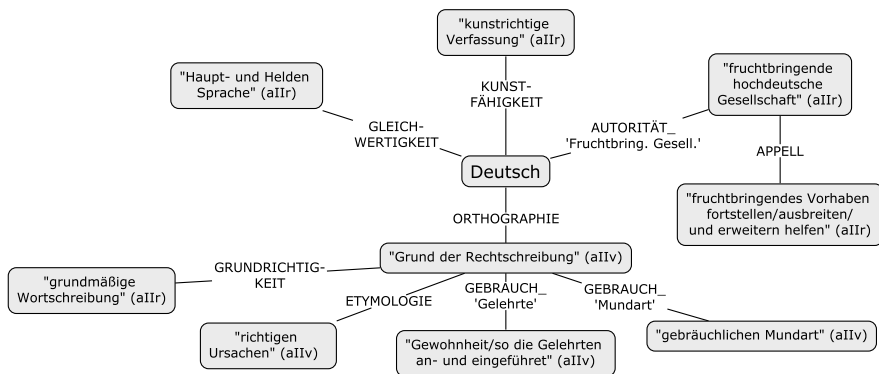 "kunstrichtige
Verfassung" (aIIr)
"Haupt- und Helden
Sprache" (aIIr)
"fruchtbringende
hochdeutsche
Gesellschaft" (aIIr)
KUNST-
FÄHIGKEIT
GLEICH-
WERTIGKEIT
AUTORITÄT_
'Fruchtbring. Gesell.'
APPELL
Deutsch
"fruchtbringendes Vorhaben
fortstellen/ausbreiten/
und erweitern helfen" (aIIr)
ORTHOGRAPHIE
"Grund der Rechtschreibung" (aIIv)
GRUNDRICHTIG-
KEIT
"grundmäßige
Wortschreibung" (aIIr)
ETYMOLOGIE
GEBRAUCH_
'Gelehrte'
GEBRAUCH_
'Mundart'
"richtigen
Ursachen" (aIIv)
"Gewohnheit/so die Gelehrten
an- und eingeführet" (aIIv)
"gebräuchlichen Mundart" (aIIv)